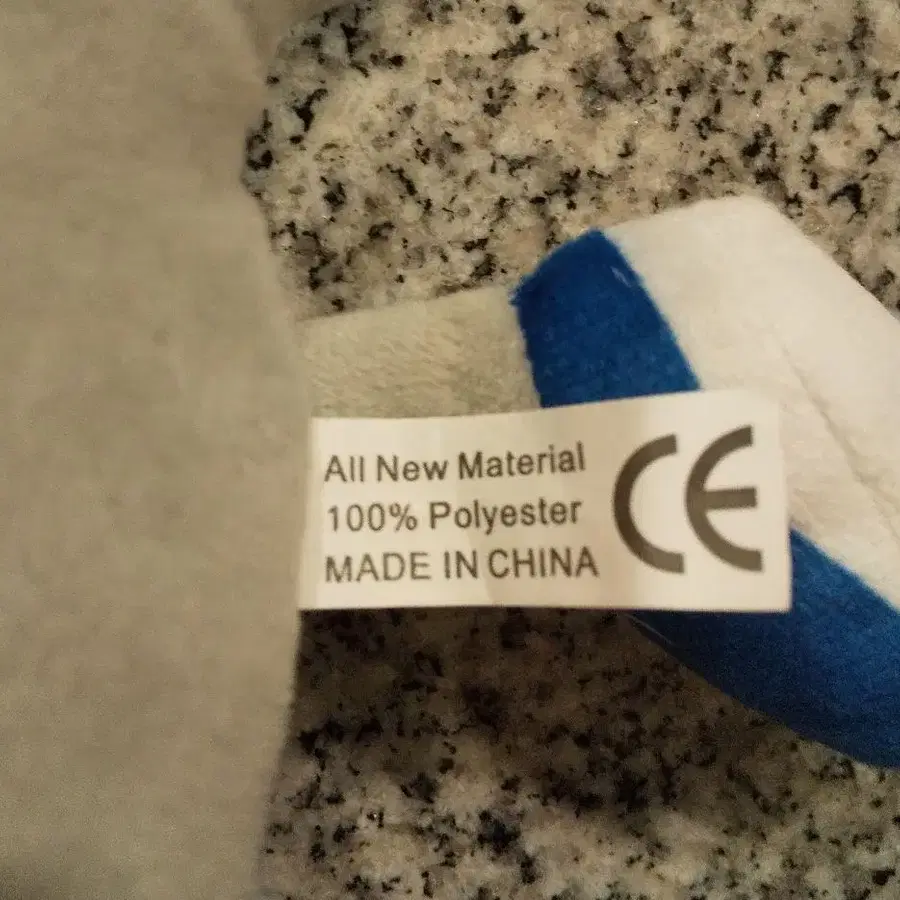 All New Material
100% Polyester
MADE IN CHINA
CE